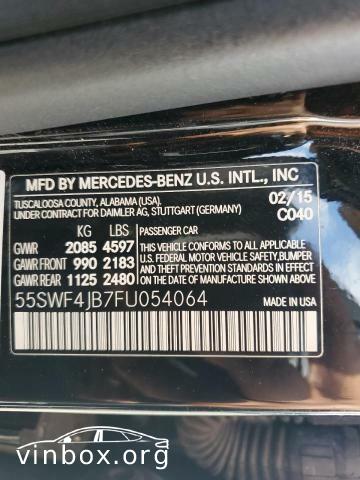 MFD BY MERCEDES-BENZ U.S. INTL., INC
TUSCALOOSA COUNTY, ALABAMA (USA). 02/15
UNDER CONTRACT FOR DAIMLER AG, STUTTGART (GERMANY) C040
KG LBS PASSENGER CAR
GVWR 2085 4597
GAWR FRONT 990 2183
GAWR REAR 1125 2480
THIS VEHICLE CONFORMS TO ALL APPLICABLE
U.S. FEDERAL MOTOR VEHICLE SAFETY, BUMPER
AND THEFT PREVENTION STANDARDS IN
EFFECT ON THE DATE OF MANUFACTURE
SHOWN ABOVE.
55SWF4JB7FU054064
vinbox.org